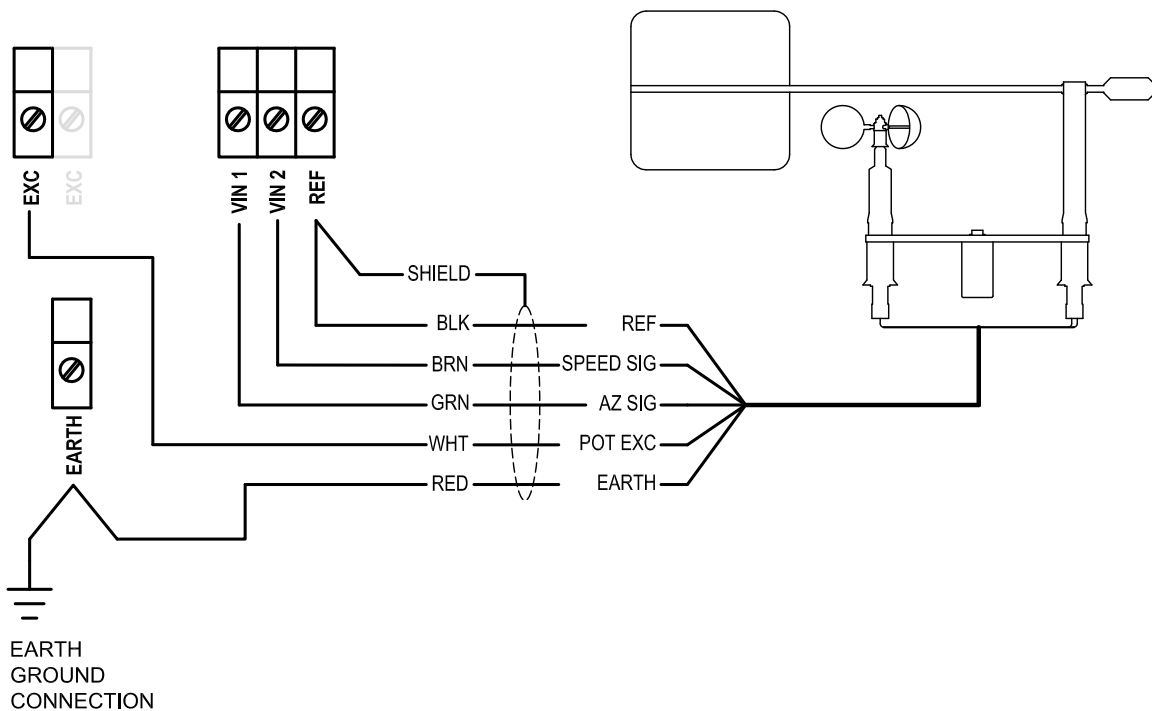 EXC
EXC
VIN 1
VIN 2
REF
SHIELD
BLK
REF
BRN
SPEED SIG
GRN
AZ SIG
WHT
POT EXC
RED
EARTH
EARTH
EARTH
GROUND
CONNECTION